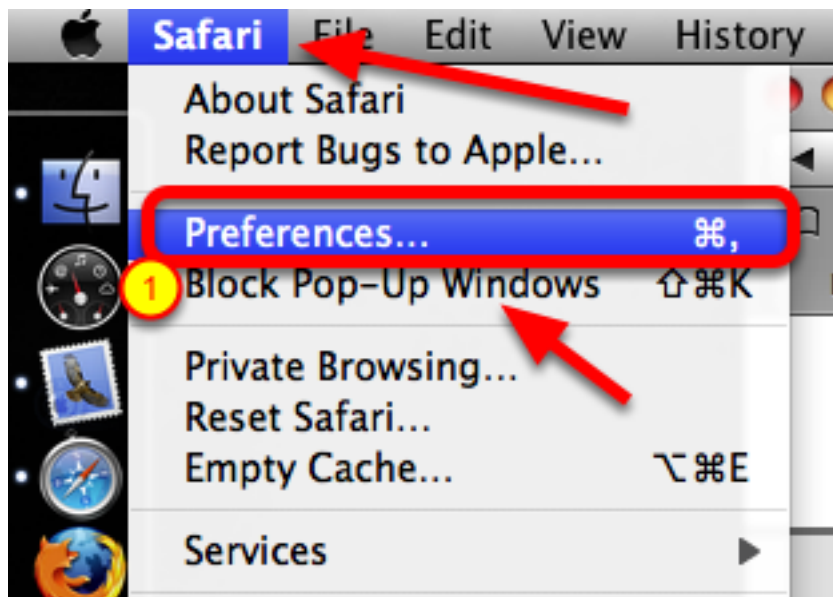 Safari File Edit View History
About Safari
Report Bugs to Apple...
Preferences... ⌘,
1
Block Pop-Up Windows ⇧⌘K
Private Browsing...
Reset Safari...
Empty Cache... ⌥⌘E
Services